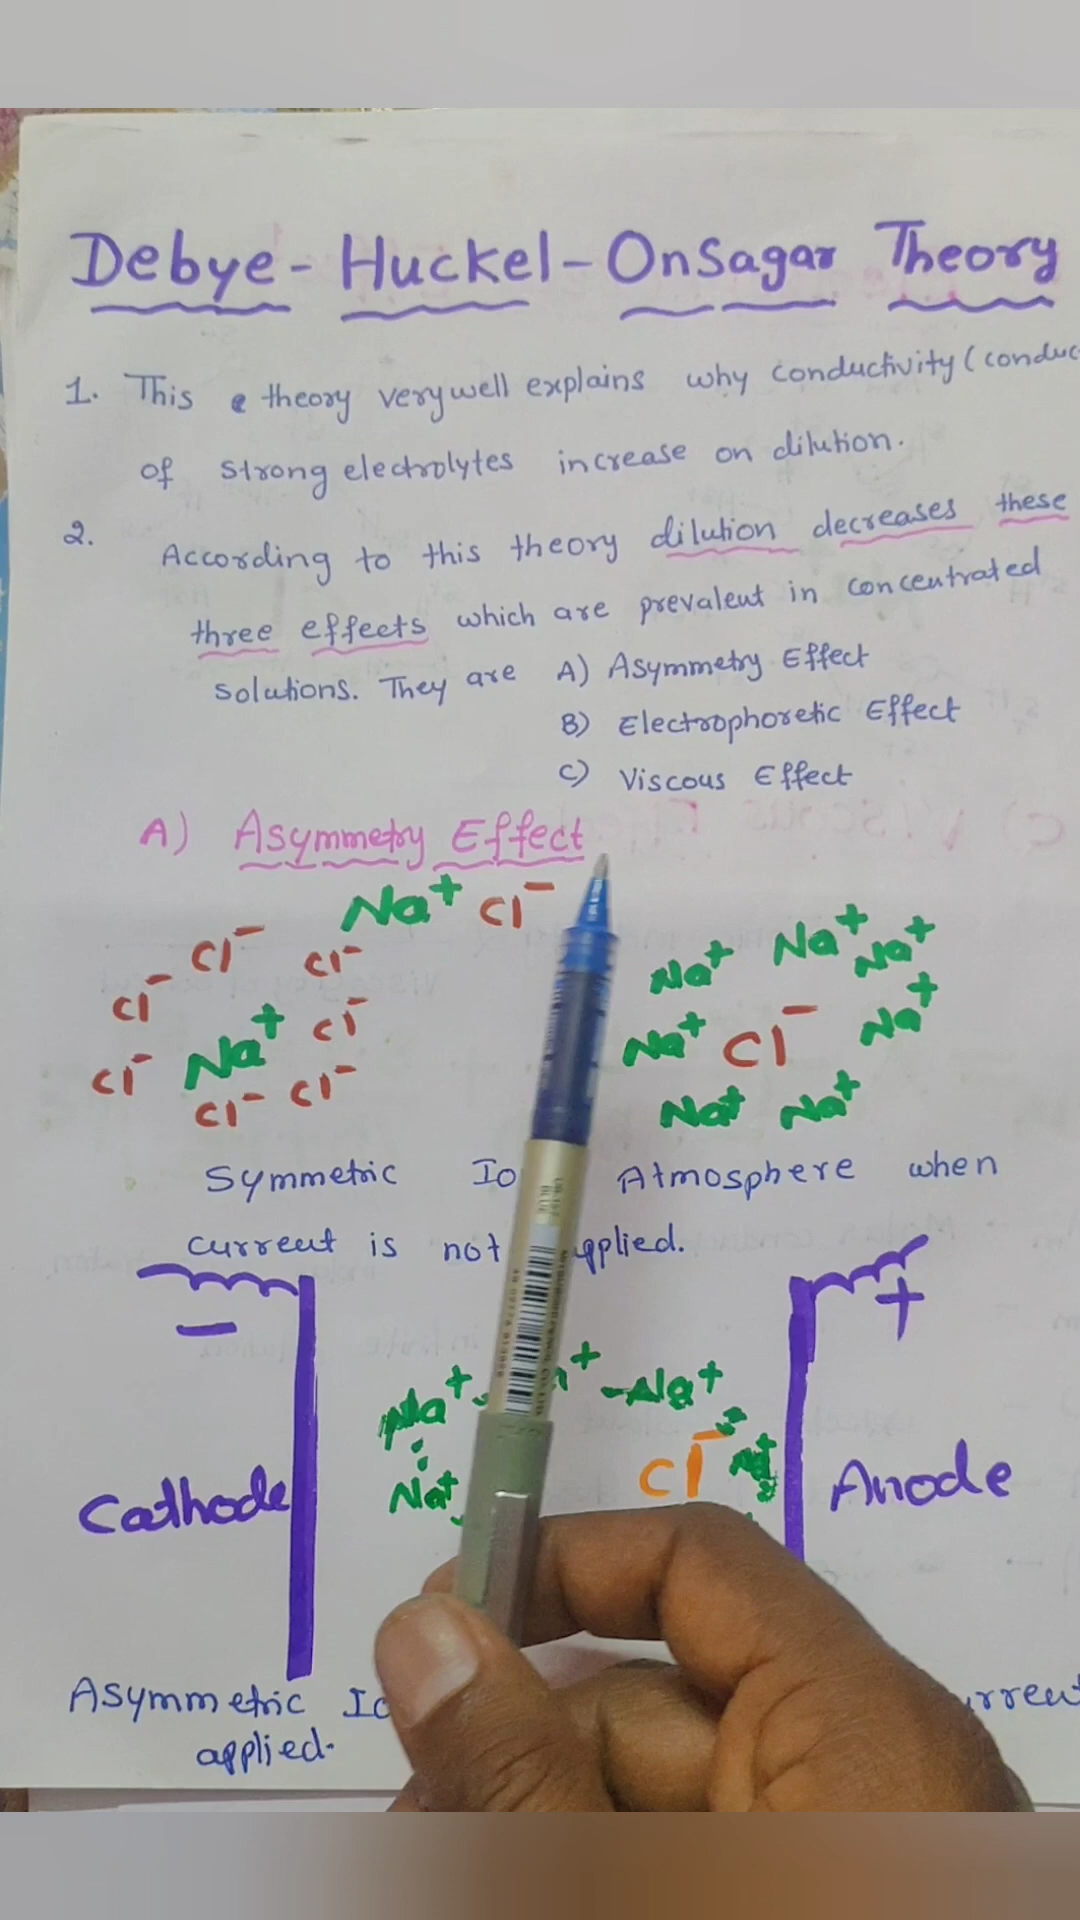 Debye - Huckel - Onsagar Theory
1. This theory very well explains why conductivity (conduc-
of strong electrolytes increase on dilution.
2. According to this theory dilution decreases these
three effects which are prevalent in concentrated
solutions. They are A) Asymmetry Effect
B) Electrophoretic Effect
C) Viscous Effect
A) Asymmetry Effect
Na+ Cl-
Cl- Cl- Na+ Na+ Na+
Cl- Na+ Cl- Na+ Cl- Na+
Cl- Cl- Cl- Na+ Na+
Symmetric Atmosphere when
current is not applied.
- +
Na+ Na+
Na+ Cl- Na+
Cathode Anode
Asymmetric
applied.